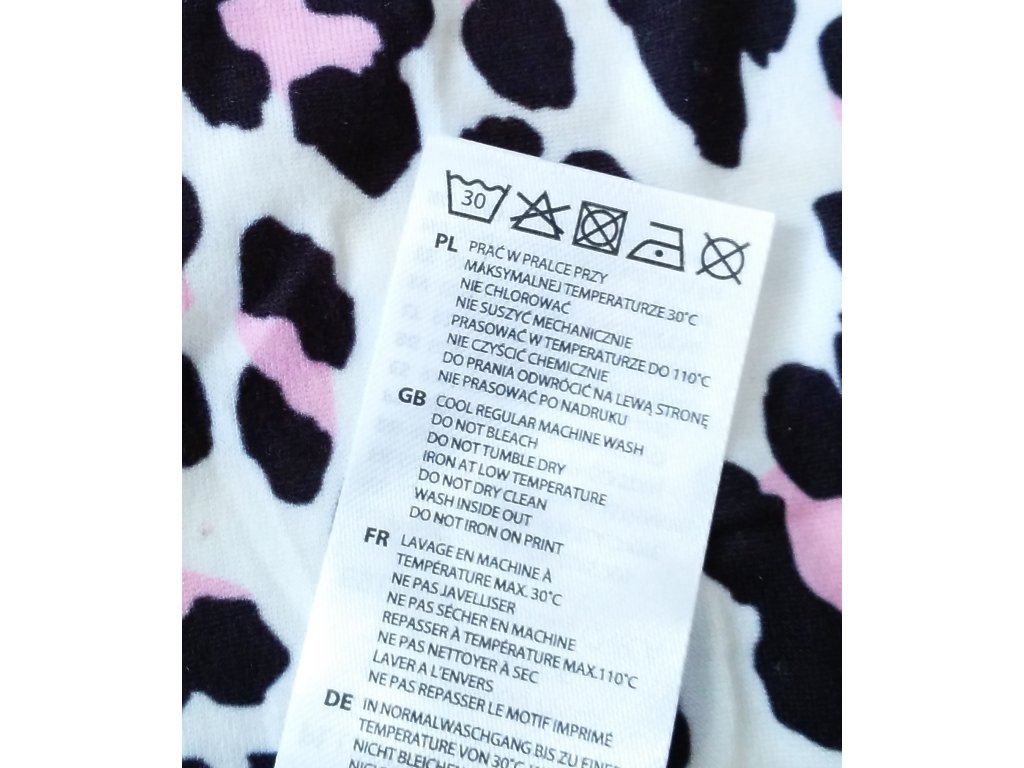 30
PL PRAĆ W PRALCE PRZY
MAKSYMALNEJ TEMPERATURZE 30°C
NIE CHLOROWAĆ
NIE SUSZYĆ MECHANICZNIE
PRASOWAĆ W TEMPERATURZE DO 110°C
NIE CZYŚCIĆ CHEMICZNIE
DO PRANIA ODWRÓCIĆ NA LEWĄ STRONĘ
NIE PRASOWAĆ PO NADRUKU
GB COOL REGULAR MACHINE WASH
DO NOT BLEACH
DO NOT TUMBLE DRY
IRON AT LOW TEMPERATURE
DO NOT DRY CLEAN
WASH INSIDE OUT
DO NOT IRON ON PRINT
FR LAVAGE EN MACHINE À
TEMPÉRATURE MAX. 30°C
NE PAS JAVELLISER
NE PAS SÉCHER EN MACHINE
REPASSER À TEMPÉRATURE MAX.110°C
NE PAS NETTOYER À SEC
LAVER A L'ENVERS
NE PAS REPASSER LE MOTIF IMPRIMÉ
DE IN NORMALWASCHGANG BIS ZU EINER
TEMPERATURE VON 30°C
NICHT BLEICHEN